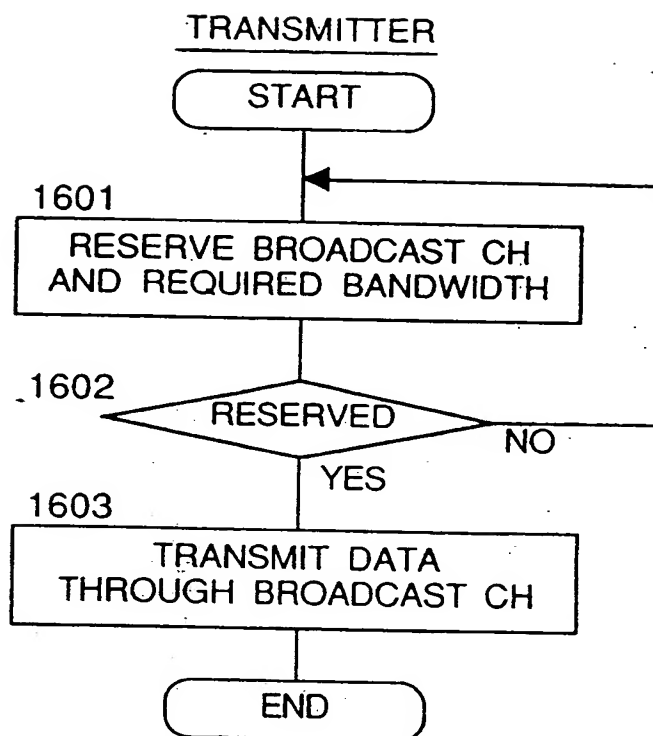 TRANSMITTER
START
1601
RESERVE BROADCAST CH
AND REQUIRED BANDWIDTH
1602
RESERVED
NO
YES
1603
TRANSMIT DATA
THROUGH BROADCAST CH
END